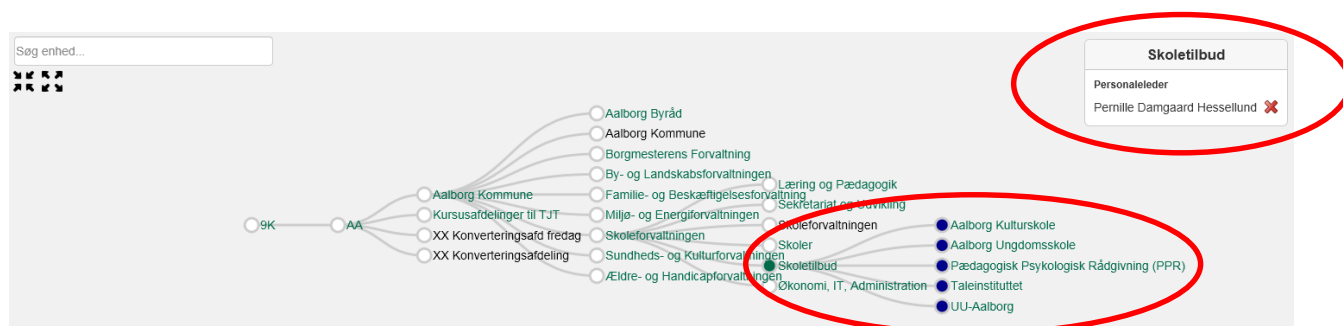 Søg enhed...
Skoletilbud
Personaleleder
Pernille Damgaard Hessellund
9K
AA
Aalborg Kommune
Kursusafdelinger til TJT
XX Konverteringsafd fredag
XX Konverteringsafdeling
Aalborg Byråd
Aalborg Kommune
Borgmesterens Forvaltning
By- og Landskabsforvaltningen
Familie- og Beskæftigelsesforvaltning
Miljø- og Energiforvaltningen
Skoleforvaltningen
Sundheds- og Kulturforvaltningen
Ældre- og Handicapforvaltningen
Læring og Pædagogik
Sekretariat og Udvikling
Skoleforvaltningen
Skoler
Skoletilbud
Økonomi, IT, Administration
Aalborg Kulturskole
Aalborg Ungdomsskole
Pædagogisk Psykologisk Rådgivning (PPR)
Taleinstituttet
UU-Aalborg